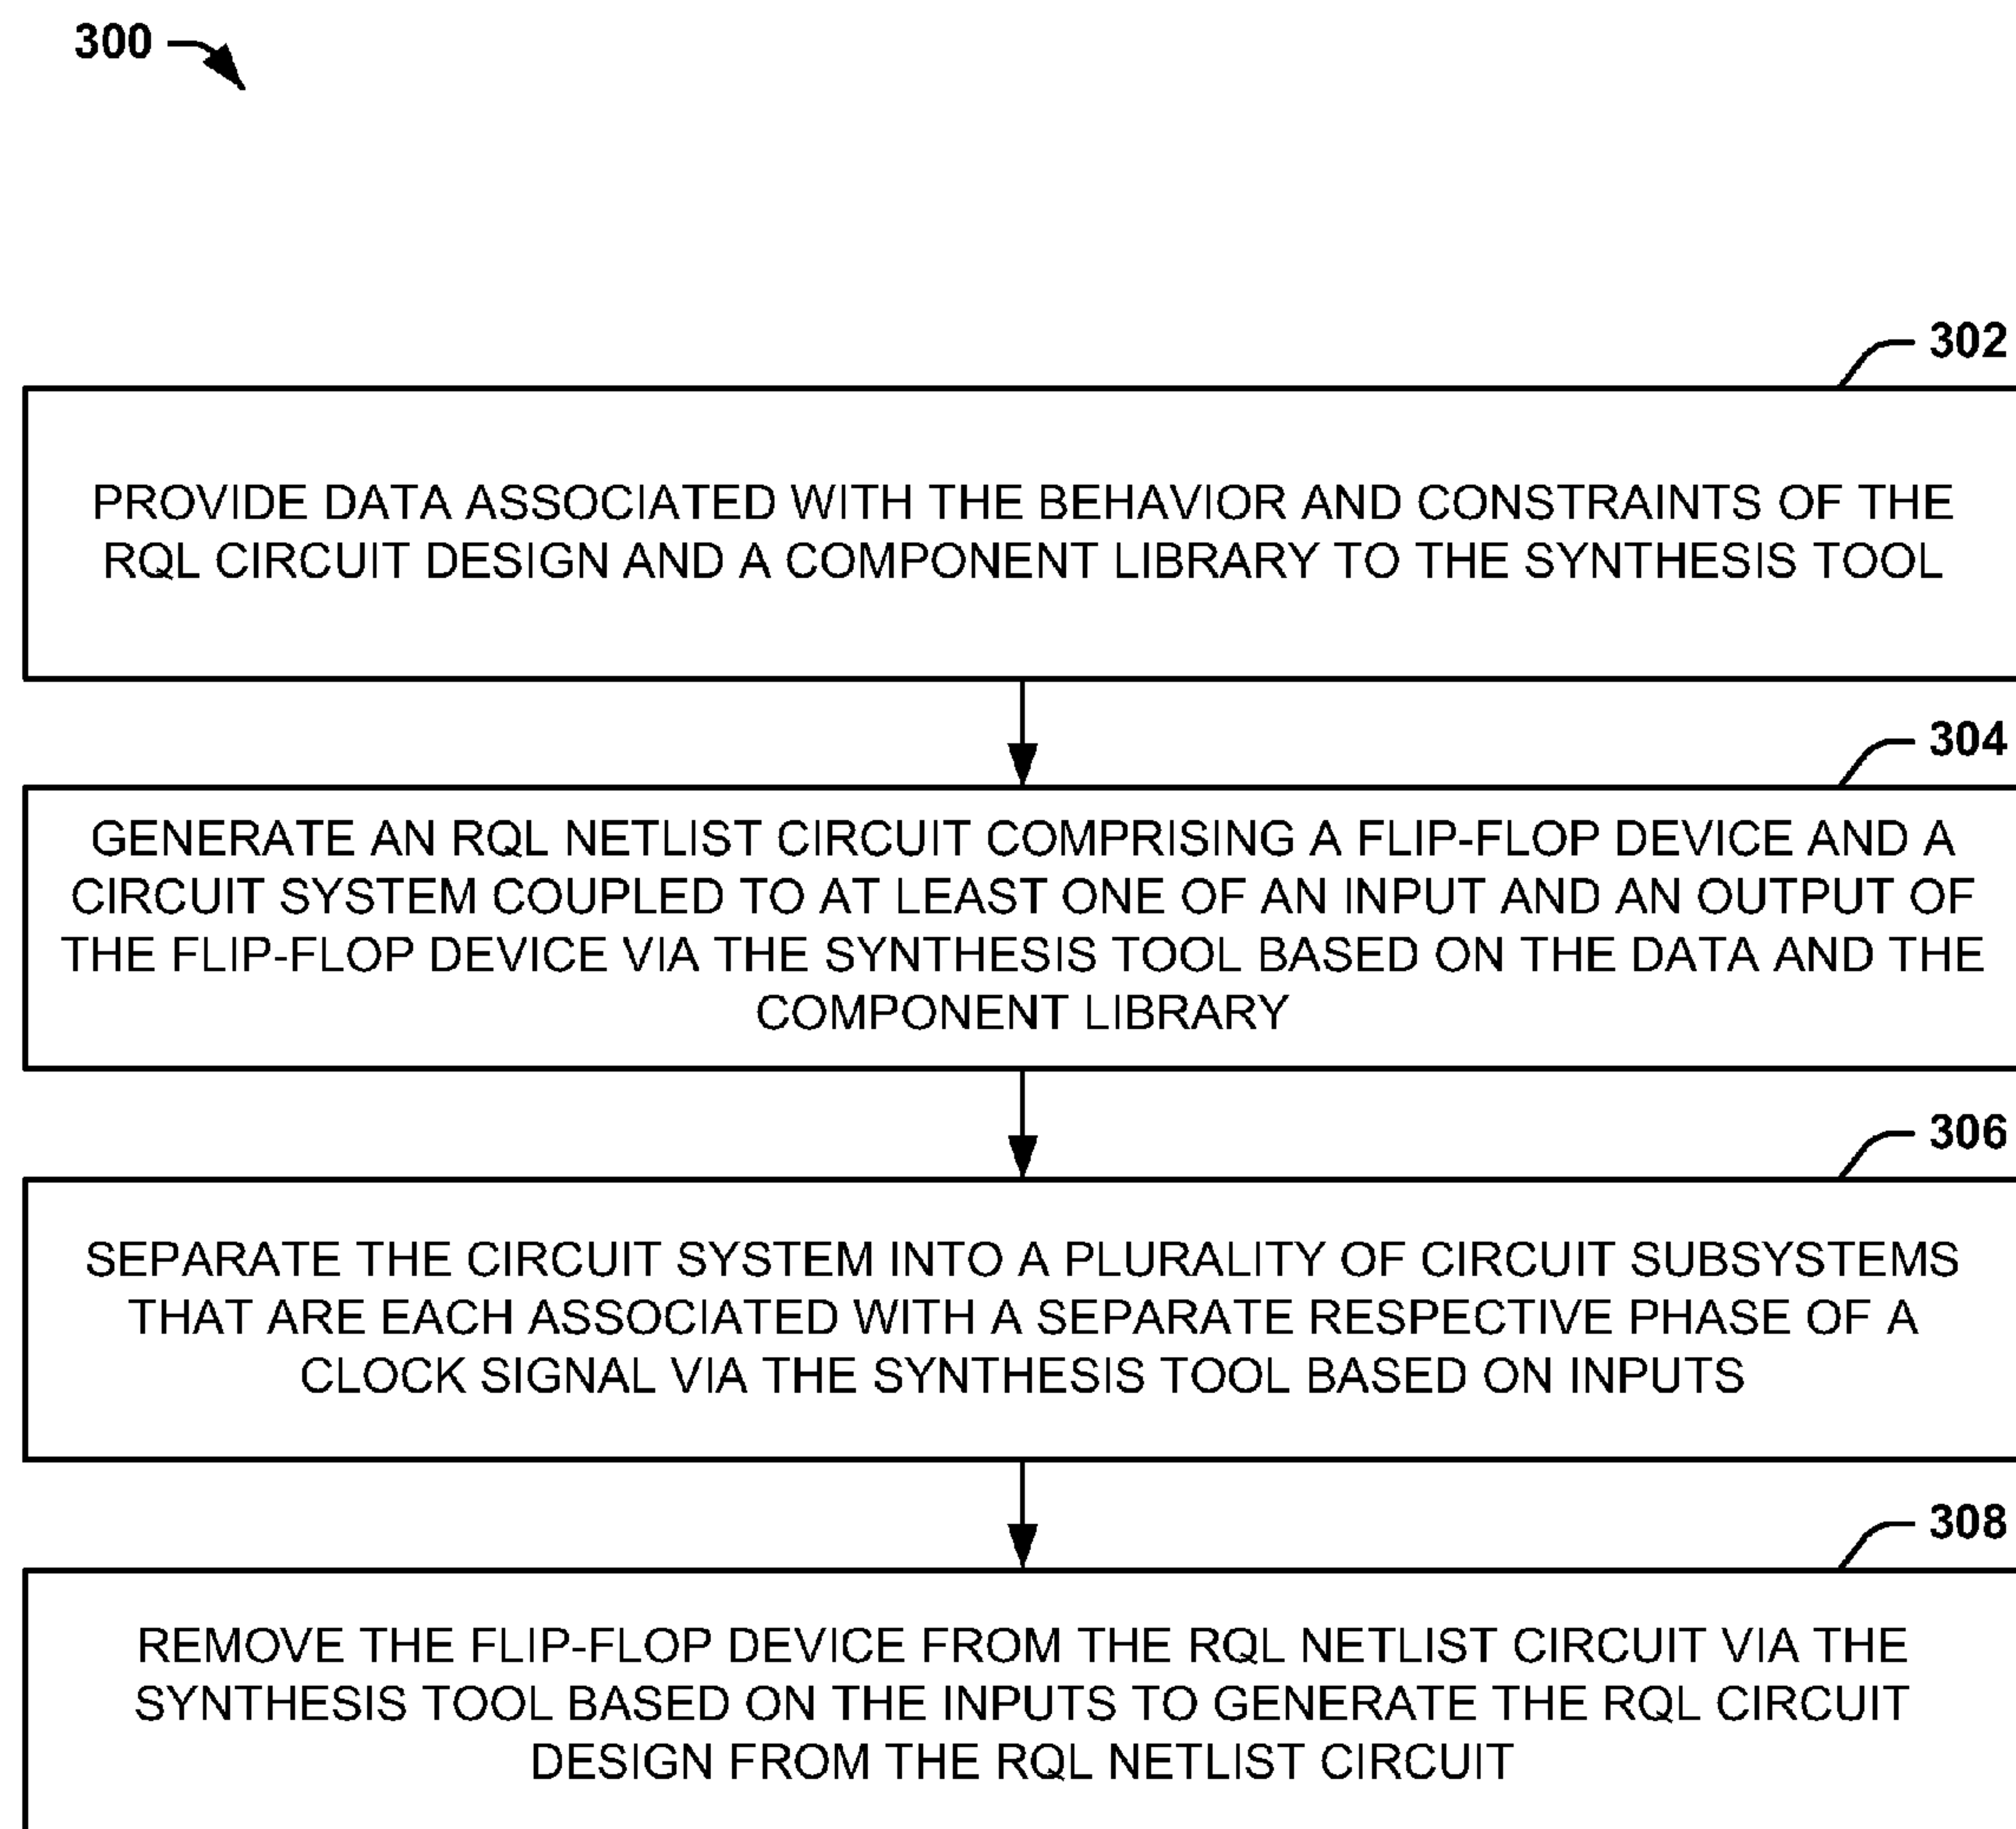 300
302
PROVIDE DATA ASSOCIATED WITH THE BEHAVIOR AND CONSTRAINTS OF THE
RQL CIRCUIT DESIGN AND A COMPONENT LIBRARY TO THE SYNTHESIS TOOL
304
GENERATE AN RQL NETLIST CIRCUIT COMPRISING A FLIP-FLOP DEVICE AND A
CIRCUIT SYSTEM COUPLED TO AT LEAST ONE OF AN INPUT AND AN OUTPUT OF
THE FLIP-FLOP DEVICE VIA THE SYNTHESIS TOOL BASED ON THE DATA AND THE
COMPONENT LIBRARY
306
SEPARATE THE CIRCUIT SYSTEM INTO A PLURALITY OF CIRCUIT SUBSYSTEMS
THAT ARE EACH ASSOCIATED WITH A SEPARATE RESPECTIVE PHASE OF A
CLOCK SIGNAL VIA THE SYNTHESIS TOOL BASED ON INPUTS
308
REMOVE THE FLIP-FLOP DEVICE FROM THE RQL NETLIST CIRCUIT VIA THE
SYNTHESIS TOOL BASED ON THE INPUTS TO GENERATE THE RQL CIRCUIT
DESIGN FROM THE RQL NETLIST CIRCUIT